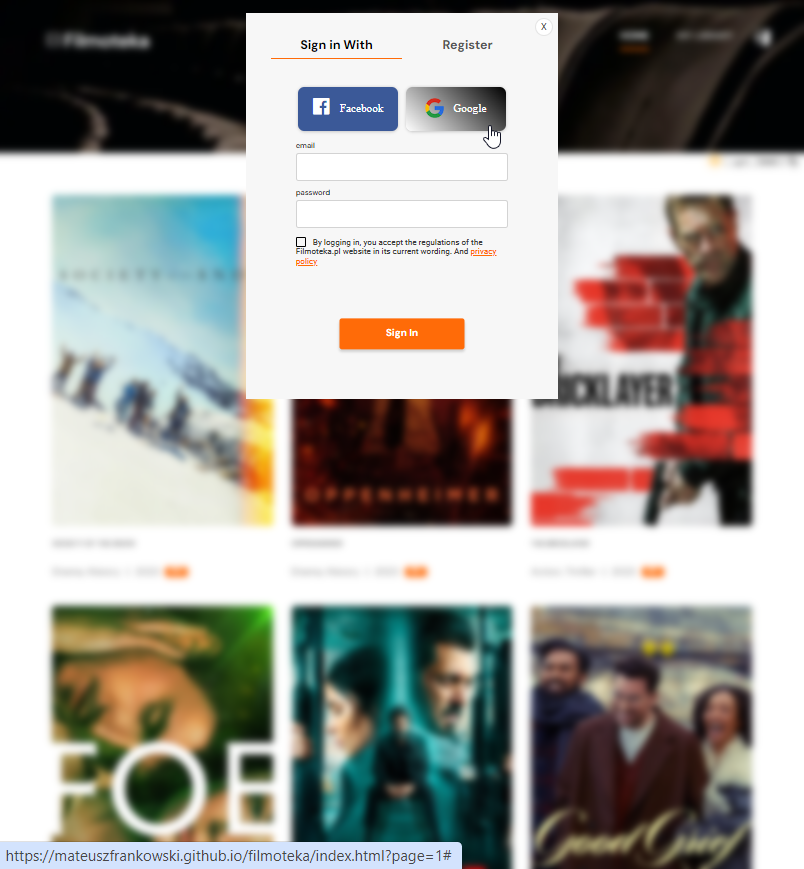 Filmoteka
HOME
X
Sign in With
Register
Facebook
Google
email
password
By logging in, you accept the regulations of the
Filmoteka.pl website in its current wording. And privacy
policy
Sign In
OPPENHEIMER
FOE
Good Grief
https://mateuszfrankowski.github.io/filmoteka/index.html?page=1#